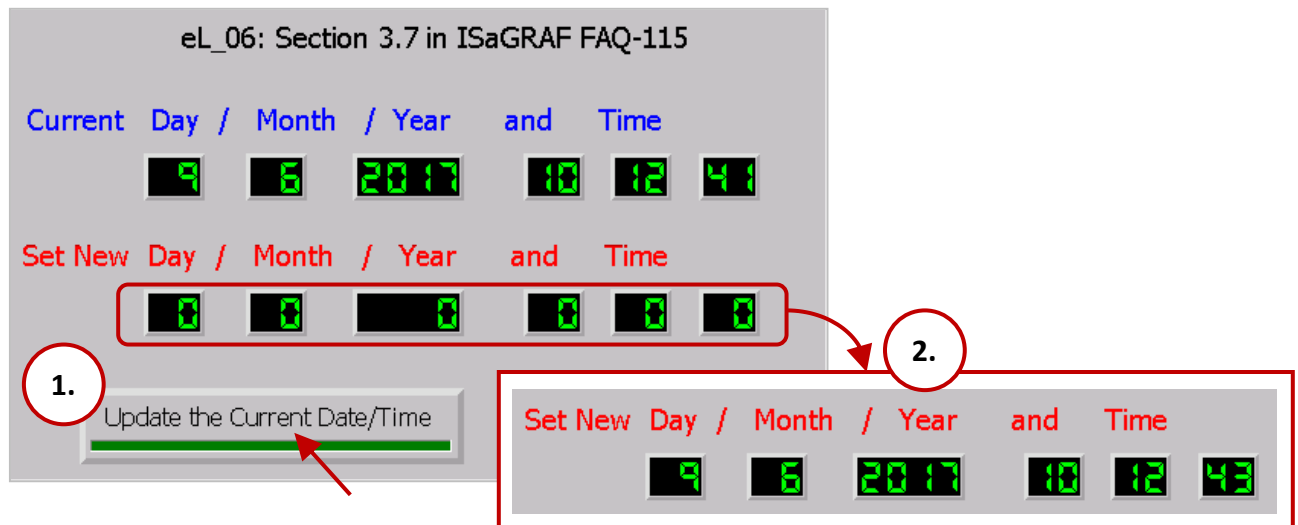 eL_06: Section 3.7 in ISaGRAF FAQ-115
Current Day / Month / Year and Time
9 6 2017 10 12 41
Set New Day / Month / Year and Time
0 0 0 0 0 0
1.
Update the Current Date/Time
2.
Set New Day / Month / Year and Time
9 6 2017 10 12 43